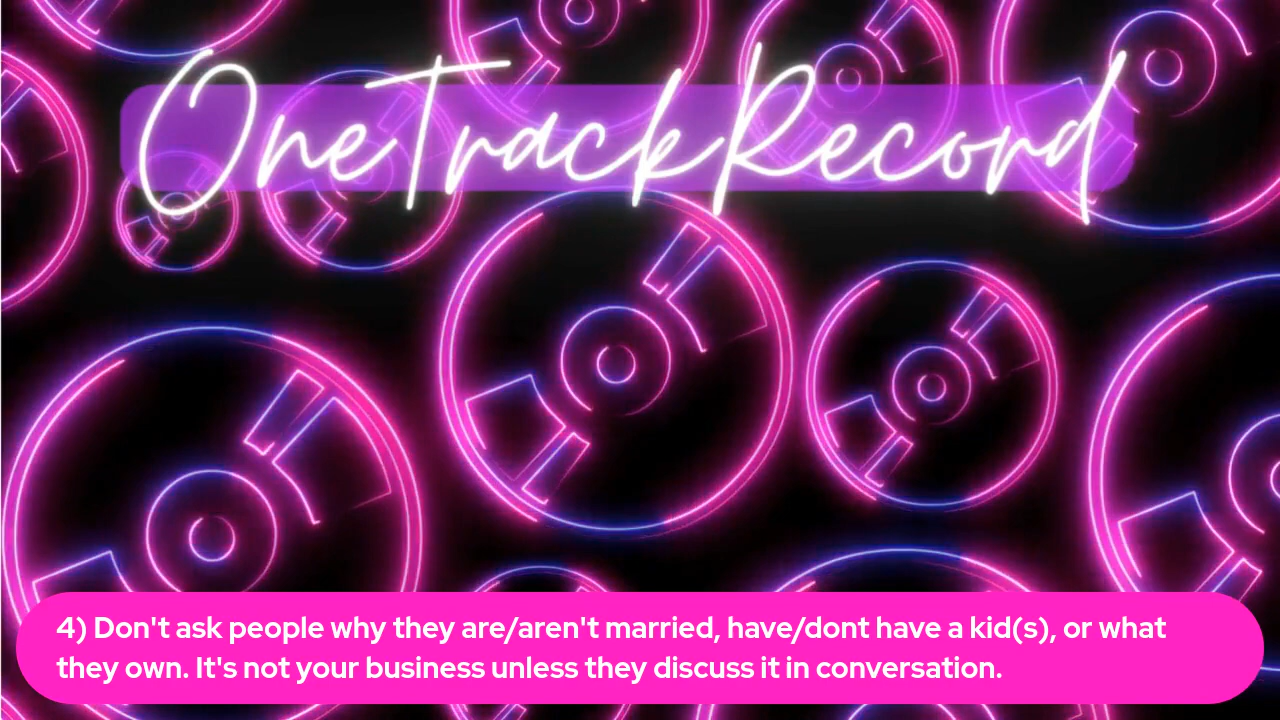 OneTrackRecord
4) Don't ask people why they are/aren't married, have/dont have a kid(s), or what
they own. It's not your business unless they discuss it in conversation.